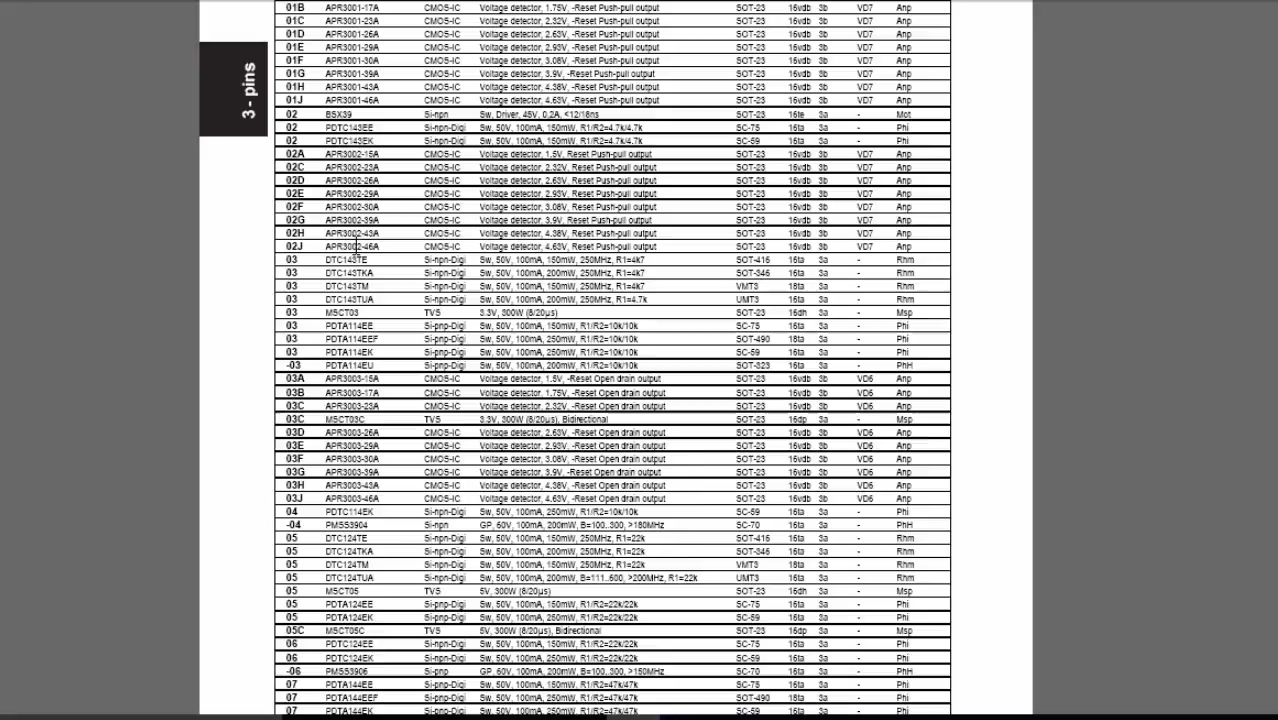 3 - pins
01B APR3001-17A CMOS-IC Voltage detector, 1.75V, -Reset Push-pull output SOT-23 16vdb 3b VD7 Anp
01C APR3001-23A CMOS-IC Voltage detector, 2.32V, -Reset Push-pull output SOT-23 16vdb 3b VD7 Anp
01D APR3001-26A CMOS-IC Voltage detector, 2.63V, -Reset Push-pull output SOT-23 16vdb 3b VD7 Anp
01E APR3001-29A CMOS-IC Voltage detector, 2.93V, -Reset Push-pull output SOT-23 16vdb 3b VD7 Anp
01F APR3001-30A CMOS-IC Voltage detector, 3.08V, -Reset Push-pull output SOT-23 16vdb 3b VD7 Anp
01G APR3001-39A CMOS-IC Voltage detector, 3.9V, -Reset Push-pull output SOT-23 16vdb 3b VD7 Anp
01H APR3001-43A CMOS-IC Voltage detector, 4.38V, -Reset Push-pull output SOT-23 16vdb 3b VD7 Anp
01J APR3001-46A CMOS-IC Voltage detector, 4.63V, -Reset Push-pull output SOT-23 16vdb 3b VD7 Anp
02 BSX39 Si-npn Sw, Driver, 45V, 0,2A, <12/18ns SOT-23 16te 3a - Mot
02 PDTC143EE Si-npn-Digi Sw, 50V, 100mA, 150mW, R1/R2=4.7k/4.7k SC-75 16ta 3a - Phi
02 PDTC143EK Si-npn-Digi Sw, 50V, 100mA, 150mW, R1/R2=4.7k/4.7k SC-59 16ta 3a - Phi
02A APR3002-15A CMOS-IC Voltage detector, 1.5V, Reset Push-pull output SOT-23 16vdb 3b VD7 Anp
02C APR3002-23A CMOS-IC Voltage detector, 2.32V, Reset Push-pull output SOT-23 16vdb 3b VD7 Anp
02D APR3002-26A CMOS-IC Voltage detector, 2.63V, Reset Push-pull output SOT-23 16vdb 3b VD7 Anp
02E APR3002-29A CMOS-IC Voltage detector, 2.93V, Reset Push-pull output SOT-23 16vdb 3b VD7 Anp
02F APR3002-30A CMOS-IC Voltage detector, 3.08V, Reset Push-pull output SOT-23 16vdb 3b VD7 Anp
02G APR3002-39A CMOS-IC Voltage detector, 3.9V, Reset Push-pull output SOT-23 16vdb 3b VD7 Anp
02H APR3002-43A CMOS-IC Voltage detector, 4.38V, Reset Push-pull output SOT-23 16vdb 3b VD7 Anp
02J APR3002-46A CMOS-IC Voltage detector, 4.63V, Reset Push-pull output SOT-23 16vdb 3b VD7 Anp
03 DTC143TE Si-npn-Digi Sw, 50V, 100mA, 150mW, 250MHz, R1=4k7 SOT-416 16ta 3a - Rhm
03 DTC143TKA Si-npn-Digi Sw, 50V, 100mA, 200mW, 250MHz, R1=4k7 SOT-346 16ta 3a - Rhm
03 DTC143TM Si-npn-Digi Sw, 50V, 100mA, 150mW, 250MHz, R1=4k7 VMT3 18ta 3a - Rhm
03 DTC143TUA Si-npn-Digi Sw, 50V, 100mA, 200mW, 250MHz, R1=4.7k UMT3 16ta 3a - Rhm
03 MSCT03 TVS 3.3V, 300W (8/20µs) SOT-23 16dh 3a - Msp
03 PDTA114EE Si-pnp-Digi Sw, 50V, 100mA, 150mW, R1/R2=10k/10k SC-75 16ta 3a - Phi
03 PDTA114EEF Si-pnp-Digi Sw, 50V, 100mA, 250mW, R1/R2=10k/10k SOT-490 18ta 3a - Phi
03 PDTA114EK Si-pnp-Digi Sw, 50V, 100mA, 250mW, R1/R2=10k/10k SC-59 16ta 3a - Phi
-03 PDTA114EU Si-pnp-Digi Sw, 50V, 100mA, 200mW, R1/R2=10k/10k SOT-323 16ta 3a - PhH
03A APR3003-15A CMOS-IC Voltage detector, 1.5V, -Reset Open drain output SOT-23 16vdb 3b VD6 Anp
03B APR3003-17A CMOS-IC Voltage detector, 1.75V, -Reset Open drain output SOT-23 16vdb 3b VD6 Anp
03C APR3003-23A CMOS-IC Voltage detector, 2.32V, -Reset Open drain output SOT-23 16vdb 3b VD6 Anp
03C MSCT03C TVS 3.3V, 300W (8/20µs), Bidirectional SOT-23 16dp 3a - Msp
03D APR3003-26A CMOS-IC Voltage detector, 2.63V, -Reset Open drain output SOT-23 16vdb 3b VD6 Anp
03E APR3003-29A CMOS-IC Voltage detector, 2.93V, -Reset Open drain output SOT-23 16vdb 3b VD6 Anp
03F APR3003-30A CMOS-IC Voltage detector, 3.08V, -Reset Open drain output SOT-23 16vdb 3b VD6 Anp
03G APR3003-39A CMOS-IC Voltage detector, 3.9V, -Reset Open drain output SOT-23 16vdb 3b VD6 Anp
03H APR3003-43A CMOS-IC Voltage detector, 4.38V, -Reset Open drain output SOT-23 16vdb 3b VD6 Anp
03J APR3003-46A CMOS-IC Voltage detector, 4.63V, -Reset Open drain output SOT-23 16vdb 3b VD6 Anp
04 PDTC114EK Si-npn-Digi Sw, 50V, 100mA, 250mW, R1/R2=10k/10k SC-59 16ta 3a - Phi
-04 PMSS3904 Si-npn GP, 60V, 100mA, 200mW, B=100..300, >180MHz SC-70 16ta 3a - PhH
05 DTC124TE Si-npn-Digi Sw, 50V, 100mA, 150mW, 250MHz, R1=22k SOT-416 16ta 3a - Rhm
05 DTC124TKA Si-npn-Digi Sw, 50V, 100mA, 200mW, 250MHz, R1=22k SOT-346 16ta 3a - Rhm
05 DTC124TM Si-npn-Digi Sw, 50V, 100mA, 150mW, 250MHz, R1=22k VMT3 18ta 3a - Rhm
05 DTC124TUA Si-npn-Digi Sw, 50V, 100mA, 200mW, B=111..600, >200MHz, R1=22k UMT3 16ta 3a - Rhm
05 MSCT05 TVS 5V, 300W (8/20µs) SOT-23 16dh 3a - Msp
05 PDTA124EE Si-pnp-Digi Sw, 50V, 100mA, 150mW, R1/R2=22k/22k SC-75 16ta 3a - Phi
05 PDTA124EK Si-pnp-Digi Sw, 50V, 100mA, 250mW, R1/R2=22k/22k SC-59 16ta 3a - Phi
05C MSCT05C TVS 5V, 300W (8/20µs), Bidirectional SOT-23 16dp 3a - Msp
06 PDTC124EE Si-npn-Digi Sw, 50V, 100mA, 150mW, R1/R2=22k/22k SC-75 16ta 3a - Phi
06 PDTC124EK Si-npn-Digi Sw, 50V, 100mA, 250mW, R1/R2=22k/22k SC-59 16ta 3a - Phi
-06 PMSS3906 Si-pnp GP, 60V, 100mA, 200mW, B=100..300, >150MHz SC-70 16ta 3a - PhH
07 PDTA144EE Si-pnp-Digi Sw, 50V, 100mA, 150mW, R1/R2=47k/47k SC-75 16ta 3a - Phi
07 PDTA144EEF Si-pnp-Digi Sw, 50V, 100mA, 250mW, R1/R2=47k/47k SOT-490 18ta 3a - Phi
07 PDTA144EK Si-pnp-Digi Sw, 50V, 100mA, 250mW, R1/R2=47k/47k SC-59 16ta 3a - Phi